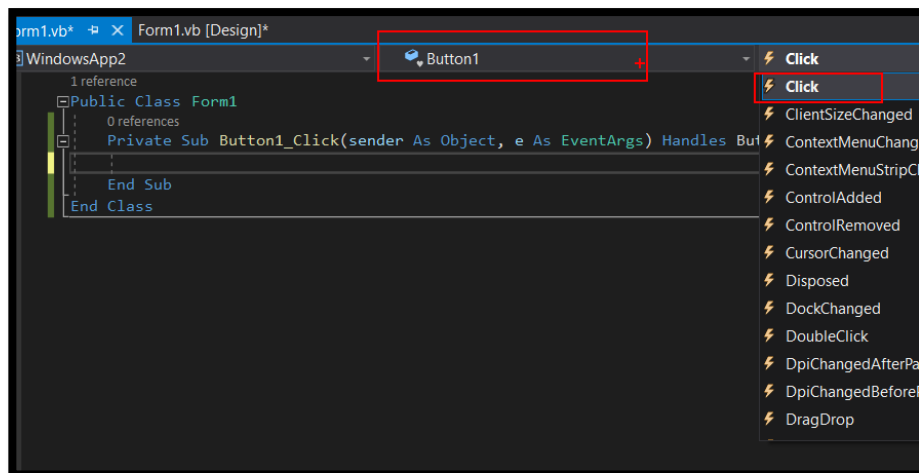 orm1.vb* Form1.vb [Design]*
WindowsApp2 Button1 Click
1 reference
Public Class Form1
0 references
Private Sub Button1_Click(sender As Object, e As EventArgs) Handles But
End Sub
End Class
Click
ClientSizeChanged
ContextMenuChang
ContextMenuStripC
ControlAdded
ControlRemoved
CursorChanged
Disposed
DockChanged
DoubleClick
DpiChangedAfterPa
DpiChangedBefore
DragDrop